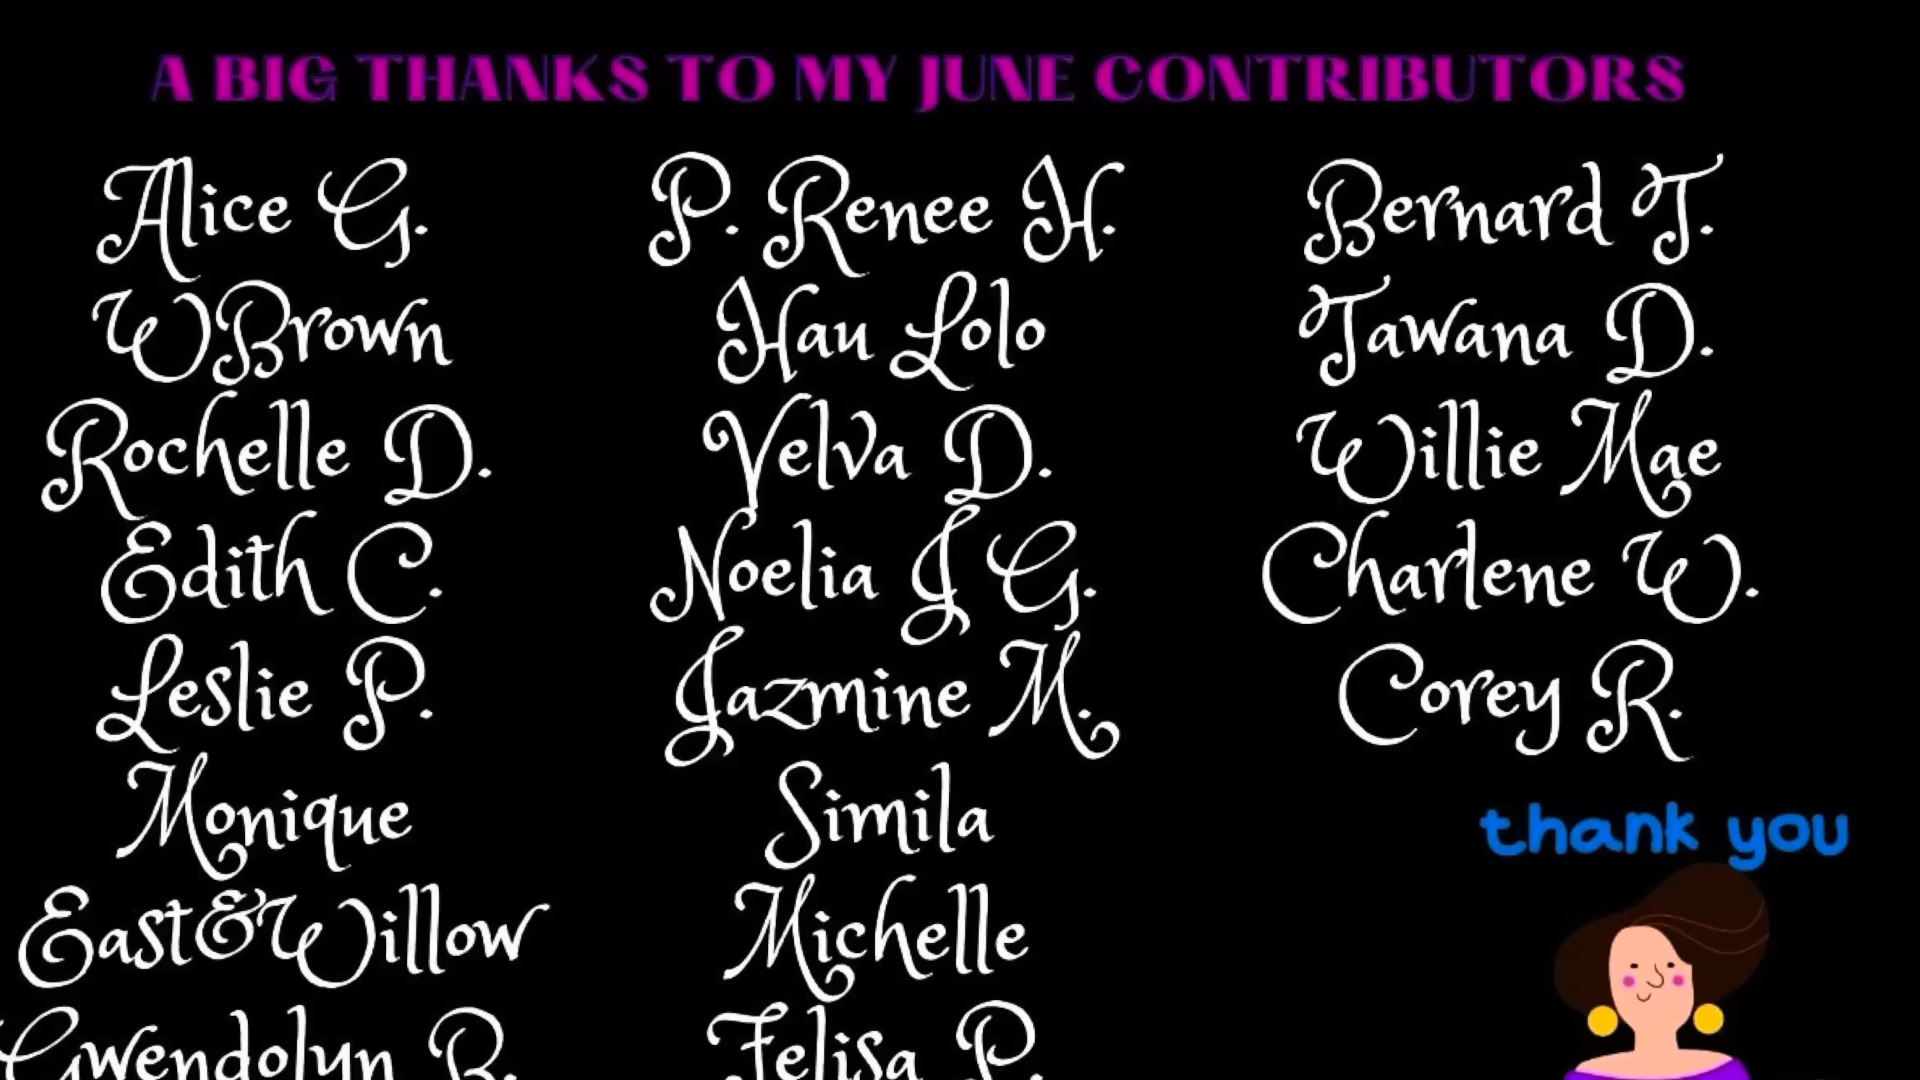 A BIG THANKS TO MY JUNE CONTRIBUTORS
Alice G.
WBrown
Rochelle D.
Edith C.
Leslie P.
Monique
East&Willow
Gwendolyn
P. Renee H.
Hau Lolo
Velva D.
Noelia J G.
Jazmine M.
Simila
Michelle
Felisa P.
Bernard T.
Tawana D.
Willie Mae
Charlene W.
Corey R.
thank you